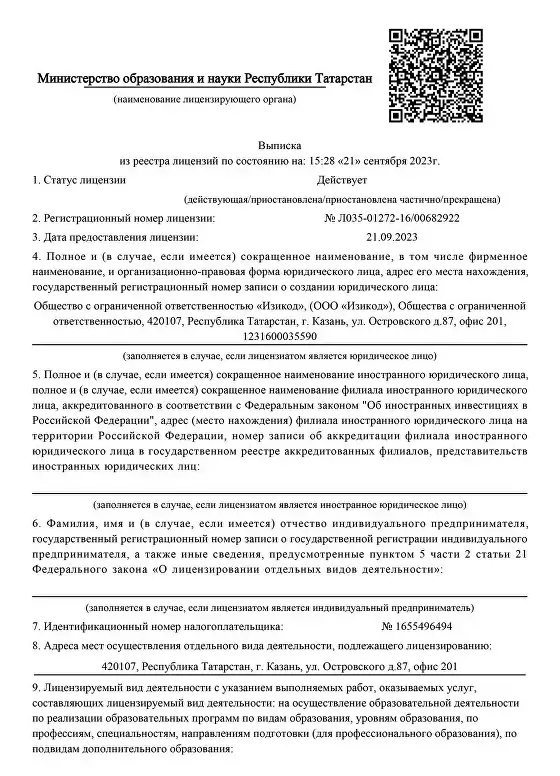 Министерство образования и науки Республики Татарстан
(наименование лицензирующего органа)
Выписка
из реестра лицензий по состоянию на: 15:28 «21» сентября 2023г.
1. Статус лицензии Действует
(действующая/приостановлена/приостановлена частично/прекращена)
2. Регистрационный номер лицензии: № Л035-01272-16/00682922
3. Дата предоставления лицензии: 21.09.2023
4. Полное и (в случае, если имеется) сокращенное наименование, в том числе фирменное
наименование, и организационно-правовая форма юридического лица, адрес его места нахождения,
государственный регистрационный номер записи о создании юридического лица:
Общество с ограниченной ответственностью «Изикод», (ООО «Изикод»), Общества с ограниченной
ответственностью, 420107, Республика Татарстан, г. Казань, ул. Островского д.87, офис 201,
1231600035590
(заполняется в случае, если лицензиатом является юридическое лицо)
5. Полное и (в случае, если имеется) сокращенное наименование иностранного юридического лица,
полное и (в случае, если имеется) сокращенное наименование филиала иностранного юридического
лица, аккредитованного в соответствии с Федеральным законом "Об иностранных инвестициях в
Российской Федерации", адрес (место нахождения) филиала иностранного юридического лица на
территории Российской Федерации, номер записи об аккредитации филиала иностранного
юридического лица в государственном реестре аккредитованных филиалов, представительств
иностранных юридических лиц:
(заполняется в случае, если лицензиатом является иностранное юридическое лицо)
6. Фамилия, имя и (в случае, если имеется) отчество индивидуального предпринимателя,
государственный регистрационный номер записи о государственной регистрации индивидуального
предпринимателя, а также иные сведения, предусмотренные пунктом 5 части 2 статьи 21
Федерального закона «О лицензировании отдельных видов деятельности»:
(заполняется в случае, если лицензиатом является индивидуальный предприниматель)
7. Идентификационный номер налогоплательщика: № 1655496494
8. Адреса мест осуществления отдельного вида деятельности, подлежащего лицензированию:
420107, Республика Татарстан, г. Казань, ул. Островского д.87, офис 201
9. Лицензируемый вид деятельности с указанием выполняемых работ, оказываемых услуг,
составляющих лицензируемый вид деятельности: на осуществление образовательной деятельности
по реализации образовательных программ по видам образования, уровням образования, по
профессиям, специальностям, направлениям подготовки (для профессионального образования), по
подвидам дополнительного образования: